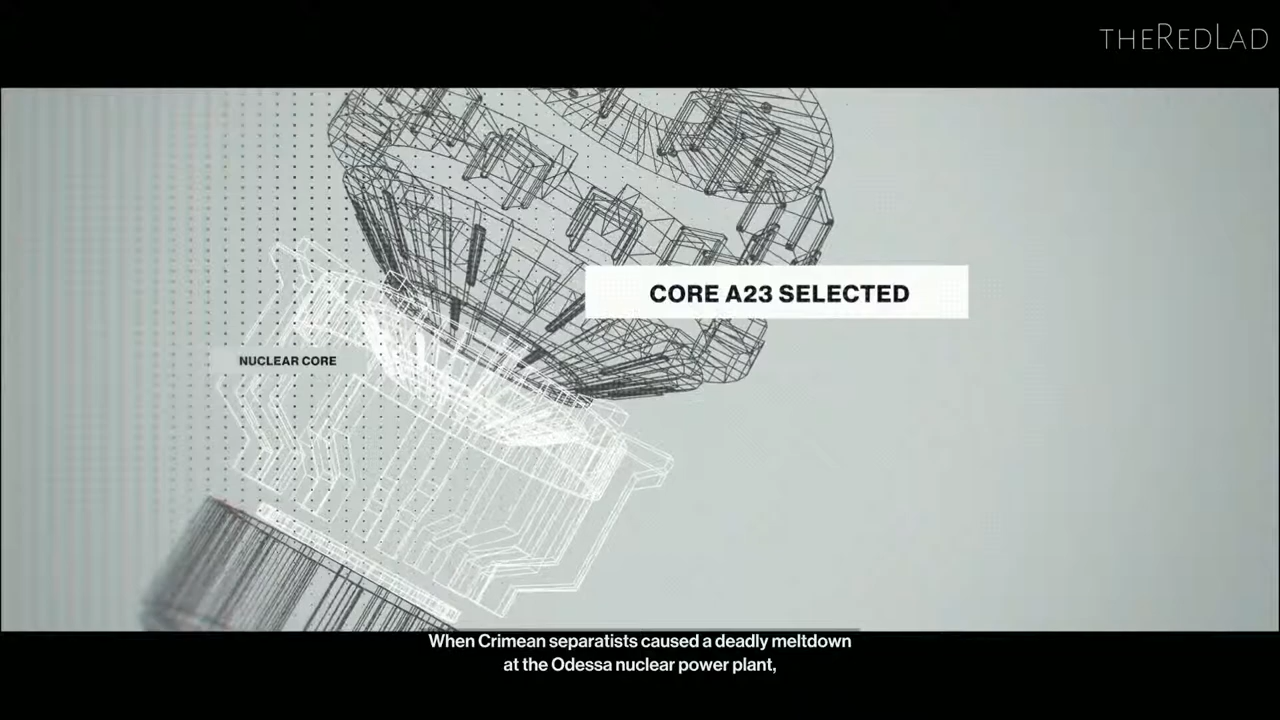 THEREDLAD
CORE A23 SELECTED
NUCLEAR CORE
When Crimean separatists caused a deadly meltdown
at the Odessa nuclear power plant,